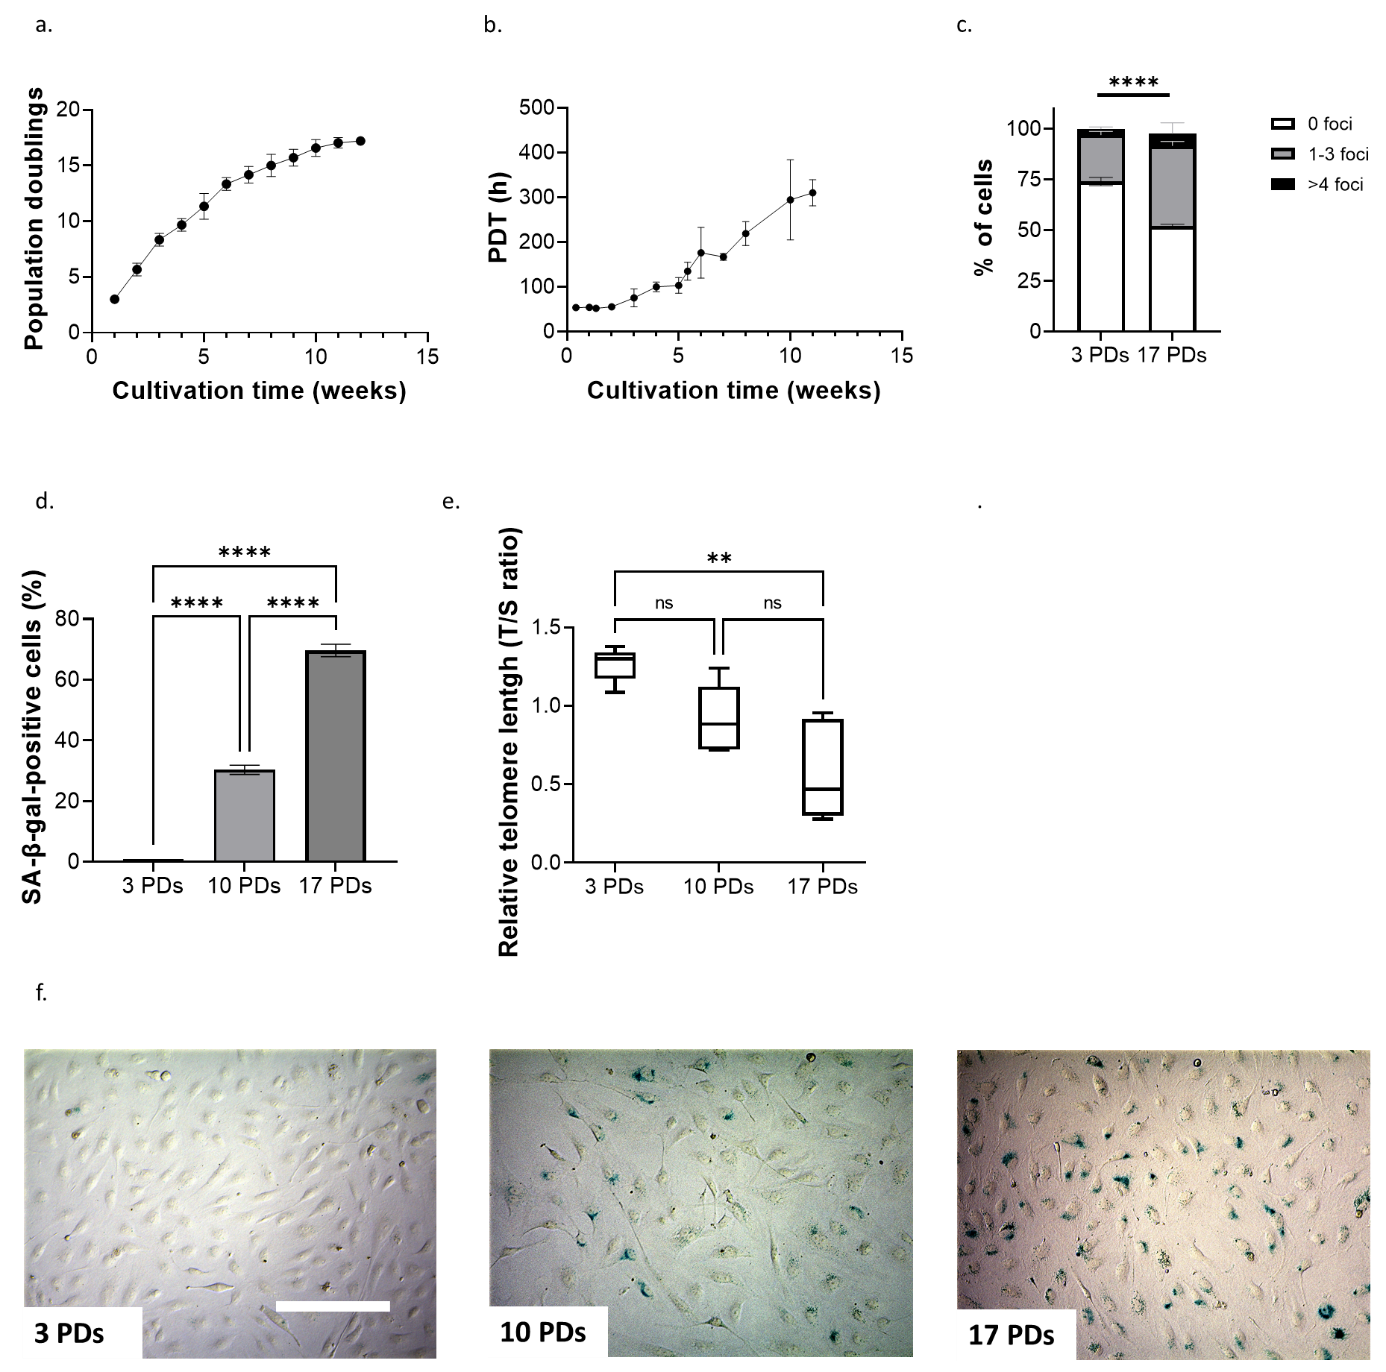 a.
b.
c.
Population doublings
20
15
10
5
0
0
5
10
15
Cultivation time (weeks)
PDT (h)
500
400
300
200
100
0
0
5
10
15
Cultivation time (weeks)
% of cells
****
100
75
50
25
0
3 PDs
17 PDs
0 foci
1-3 foci
>4 foci
d.
e.
.
SA-β-gal-positive cells (%)
****
****
****
80
60
40
20
0
3 PDs
10 PDs
17 PDs
Relative telomere lentgh (T/S ratio)
**
ns
ns
1.5
1.0
0.5
0.0
3 PDs
10 PDs
17 PDs
f.
3 PDs
10 PDs
17 PDs